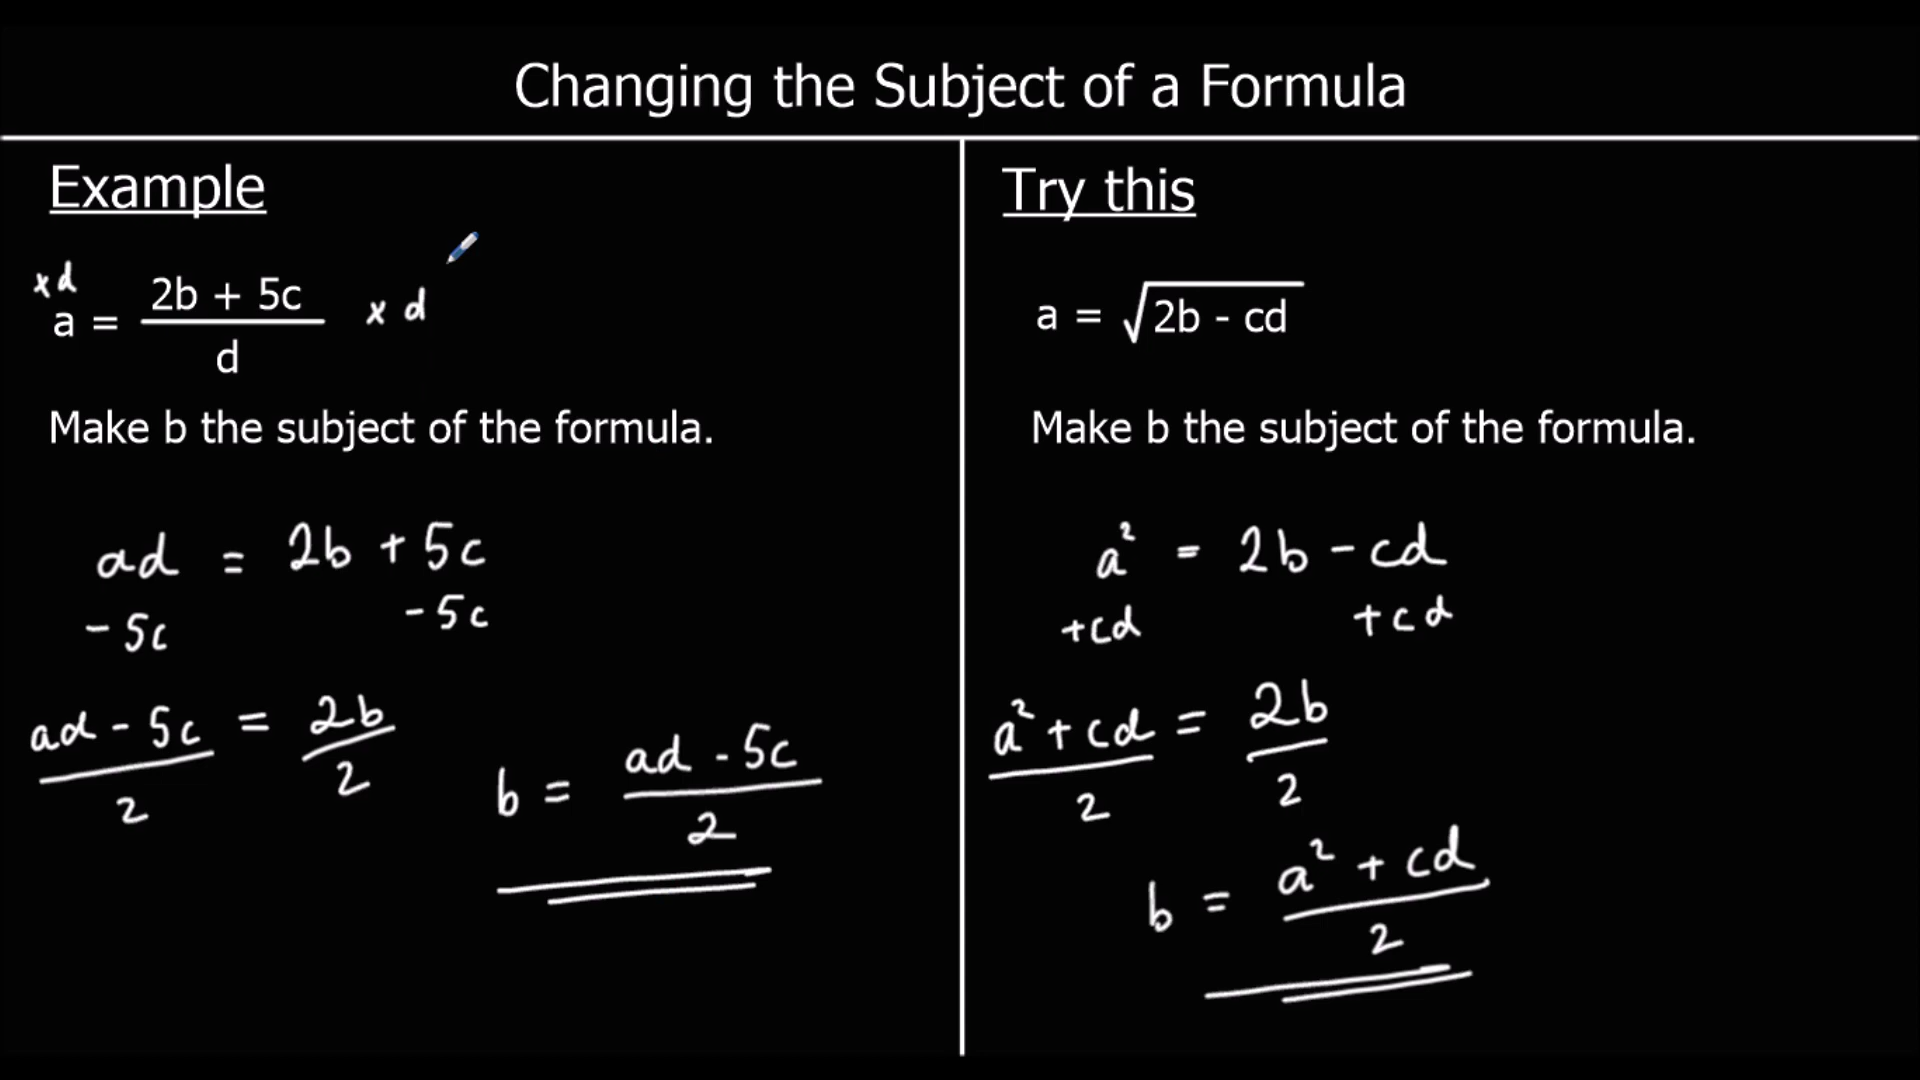 Changing the Subject of a Formula
Example
×d
a = (2b + 5c)/d × d
Make b the subject of the formula.
ad = 2b + 5c
- 5c - 5c
(ad - 5c)/2 = 2b/2
b = (ad - 5c)/2
Try this
a = √(2b - cd)
Make b the subject of the formula.
a² = 2b - cd
+cd +cd
(a² + cd)/2 = 2b/2
b = (a² + cd)/2